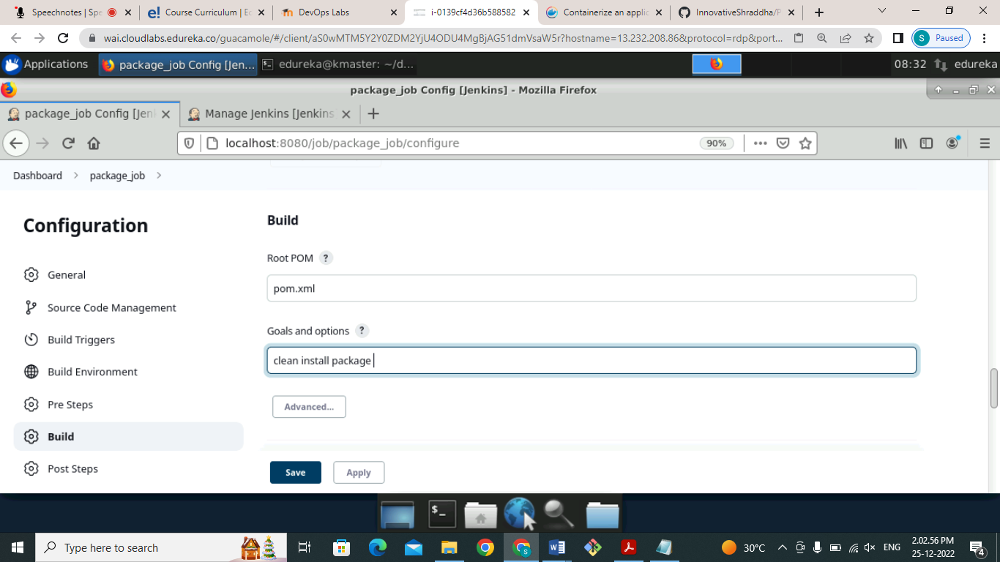 Speechnotes | Spe
Course Curriculum | Ec
DevOps Labs
i-0139cf4d36b588582
Containerize an applic
InnovativeShraddha/P
wai.cloudlabs.edureka.co/guacamole/#/client/aS0wMTM5Y2Y0ZDM2YjU4ODU4MgBjAG51dmVsaW5r?hostname=13.232.208.86&protocol=rdp&port...
S Paused
Applications
package_job Config [Jen...
edureka@kmaster: ~/d...
08:32
edureka
package_job Config [Jenkins] - Mozilla Firefox
package_job Config [Jenk
Manage Jenkins [Jenkins
localhost:8080/job/package_job/configure
90%
Dashboard
package_job
Configuration
General
Source Code Management
Build Triggers
Build Environment
Pre Steps
Build
Post Steps
Build
Root POM ?
pom.xml
Goals and options ?
clean install package
Advanced...
Save
Apply
Type here to search
30°C
ENG
2.02.56 PM
25-12-2022
4